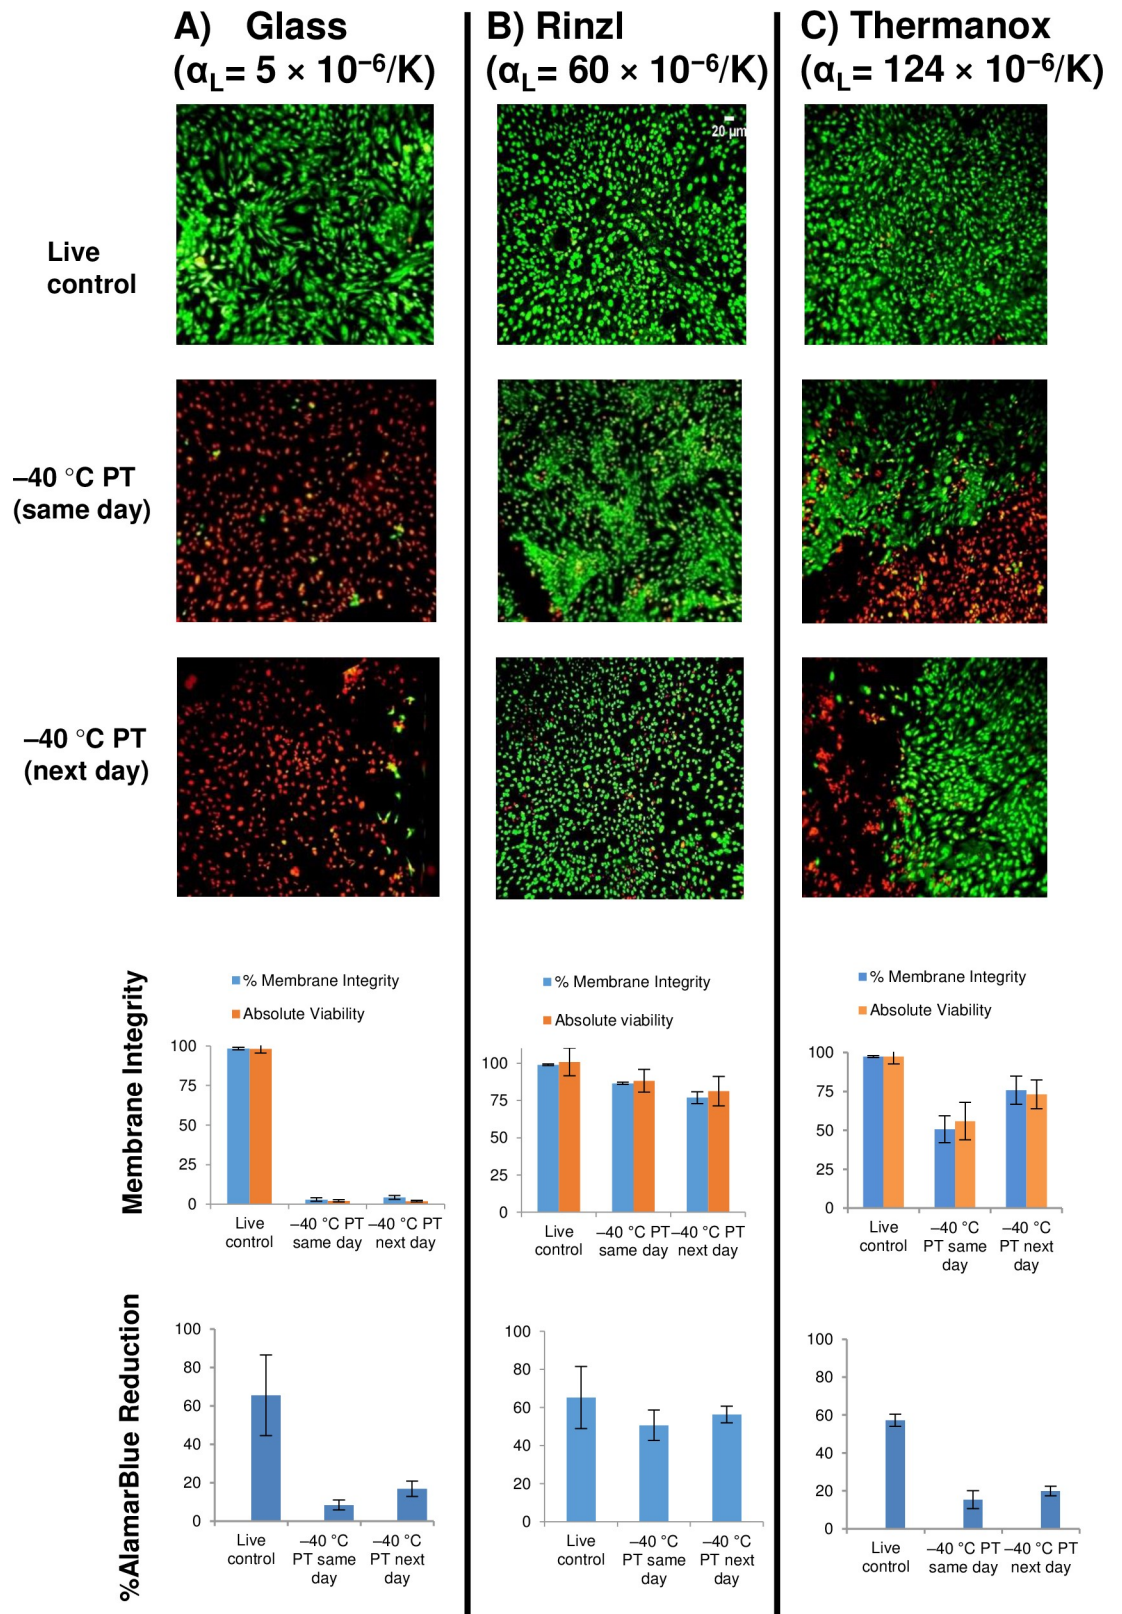 A) Glass
(αL= 5 × 10–6/K)
B) Rinzl
(αL= 60 × 10–6/K)
C) Thermanox
(αL= 124 × 10–6/K)
20 µm
Live
control
–40 °C PT
(same day)
–40 °C PT
(next day)
Membrane Integrity
% Membrane Integrity
Absolute Viability
100
75
50
25
0
Live
control
–40 °C PT
same day
–40 °C PT
next day
% Membrane Integrity
Absolute viability
100
75
50
25
0
Live
control
–40 °C PT
same day
–40 °C PT
next day
% Membrane Integrity
Absolute Viability
100
75
50
25
0
Live
control
–40 °C
PT same
day
–40 °C
PT next
day
%AlamarBlue Reduction
100
80
60
40
20
0
Live
control
–40 °C
PT same
day
–40 °C
PT next
day
100
80
60
40
20
0
Live
control
–40 °C
PT same
day
–40 °C
PT next
day
100
80
60
40
20
0
Live
control
–40 °C PT
same day
–40 °C PT
next day